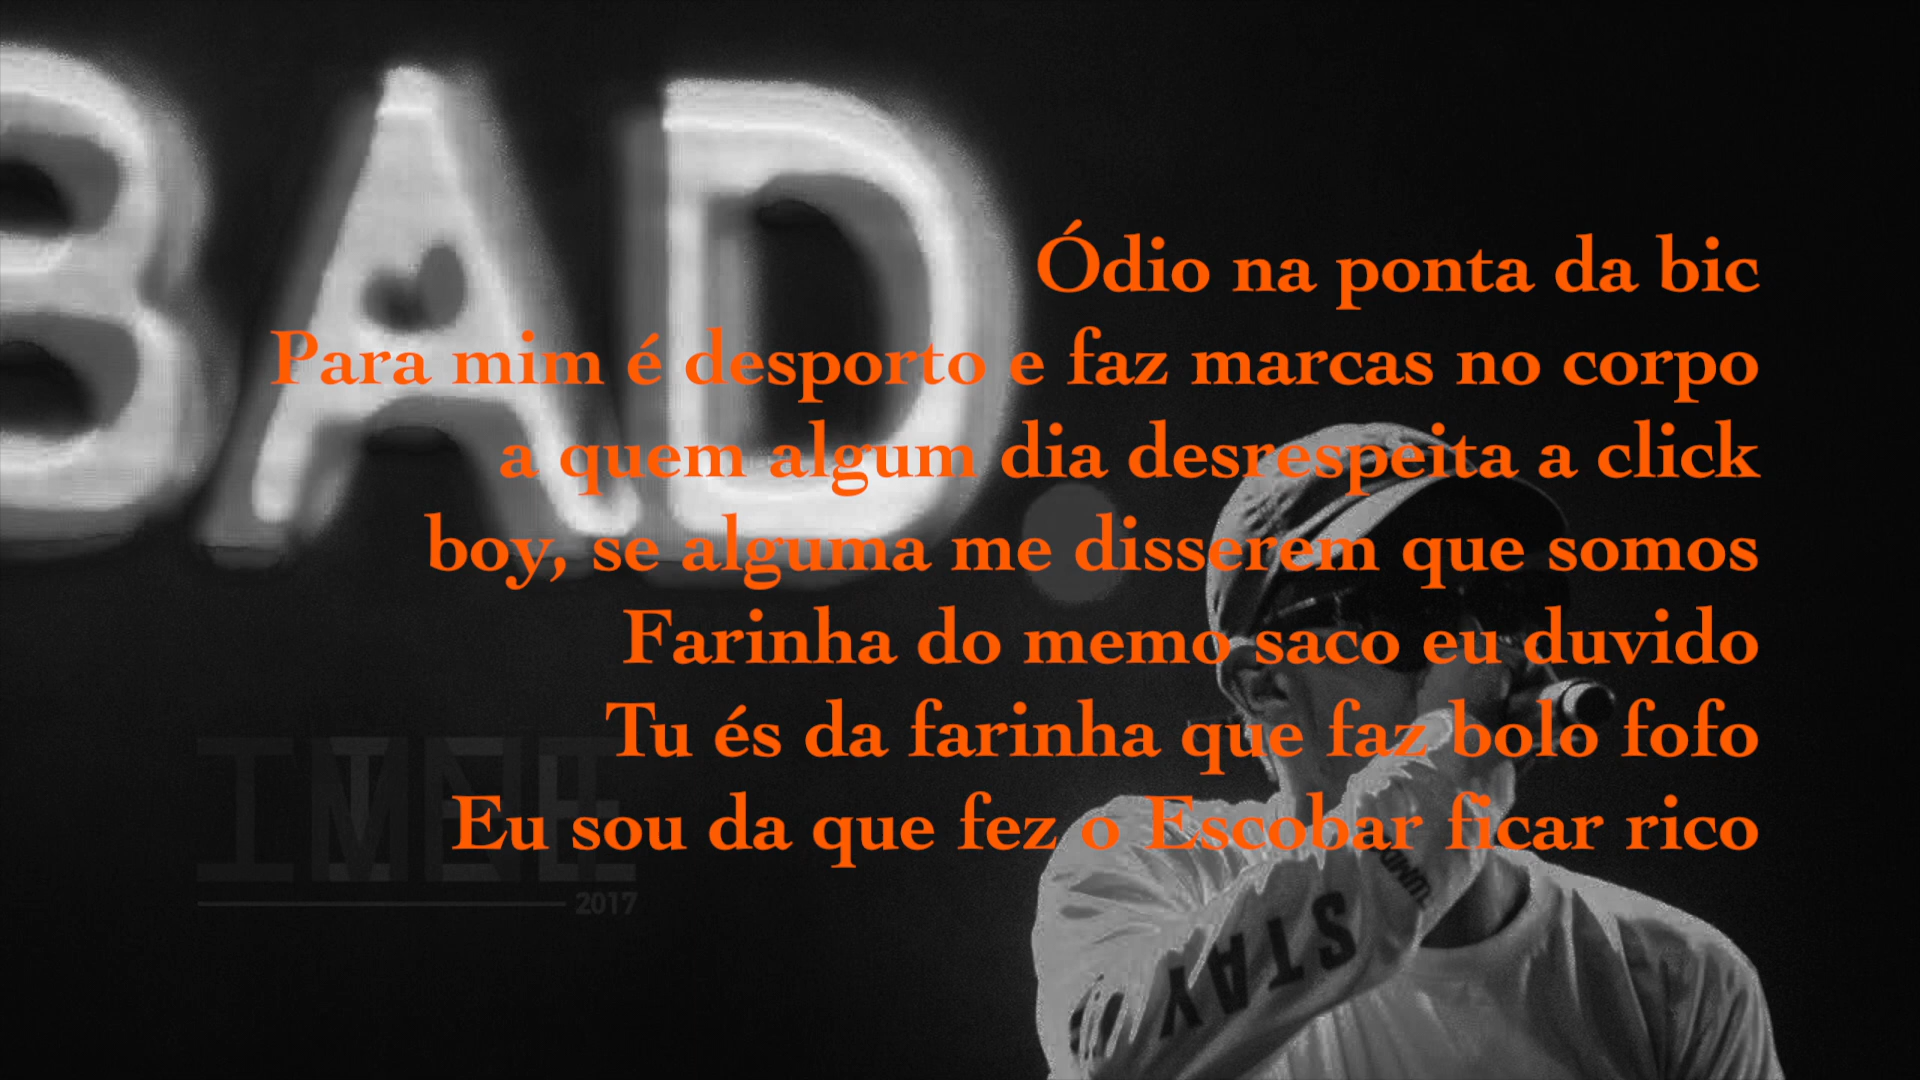 BAD.
Ódio na ponta da bic
Para mim é desporto e faz marcas no corpo
a quem algum dia desrespeita a click
boy, se alguma me disserem que somos
Farinha do memo saco eu duvido
Tu és da farinha que faz bolo fofo
Eu sou da que fez o Escobar ficar rico
2017
STAY